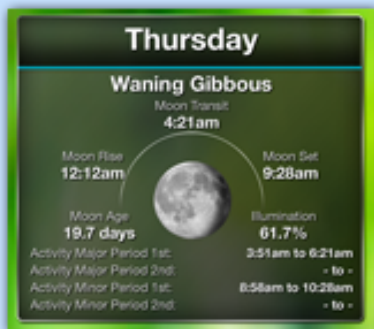 Thursday
Waning Gibbous
Moon Transit
4:21am
Moon Rise
12:12am
Moon Set
9:28am
Moon Age
19.7 days
Illumination
61.7%
Activity Major Period 1st: 3:51am to 6:21am
Activity Major Period 2nd: - to -
Activity Minor Period 1st: 8:58am to 10:28am
Activity Minor Period 2nd: - to -